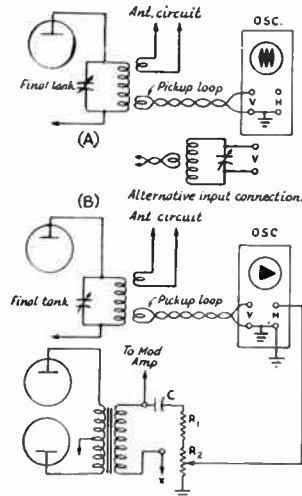 Ant. circuit
OSC.
Final tank
Pickup loop
V H
(A)
V
Alternative input connection
(B)
Ant circuit
OSC
Final tank
Pickup loop
V H
To Mod
Amp
C
R1
R2
x